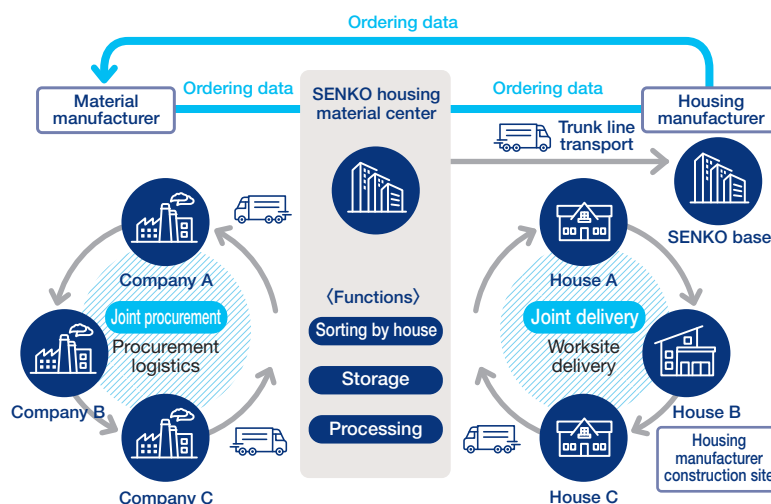 Ordering data
Ordering data
Ordering data
Material
manufacturer
SENKO housing
material center
Housing
manufacturer
Trunk line
transport
SENKO base
Company A
Joint procurement
Procurement
logistics
Company B
Company C
〈Functions〉
Sorting by house
Storage
Processing
House A
Joint delivery
Worksite
delivery
House B
House C
Housing
manufacturer
construction site